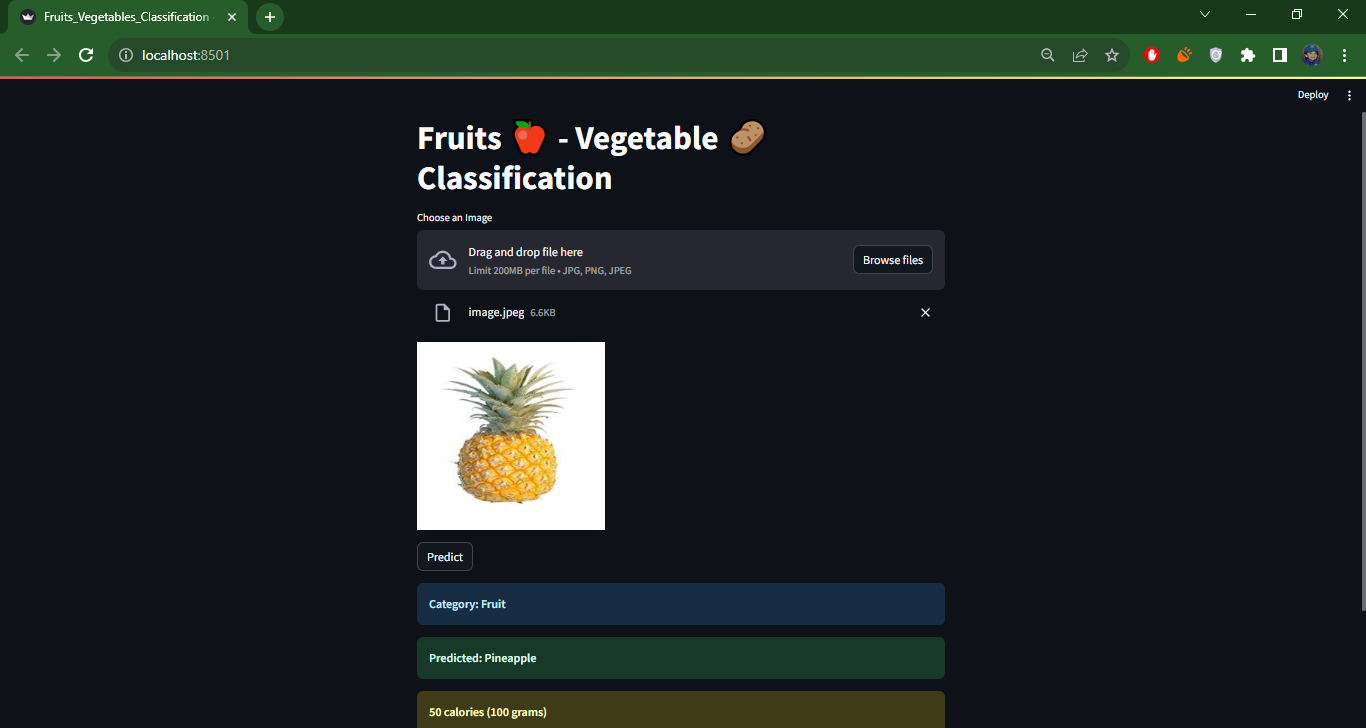 Fruits_Vegetables_Classification
localhost:8501
Deploy
Fruits 🍎 - Vegetable 🥔
Classification
Choose an Image
Drag and drop file here
Limit 200MB per file • JPG, PNG, JPEG
Browse files
image.jpeg 6.6KB
Predict
Category: Fruit
Predicted: Pineapple
50 calories (100 grams)